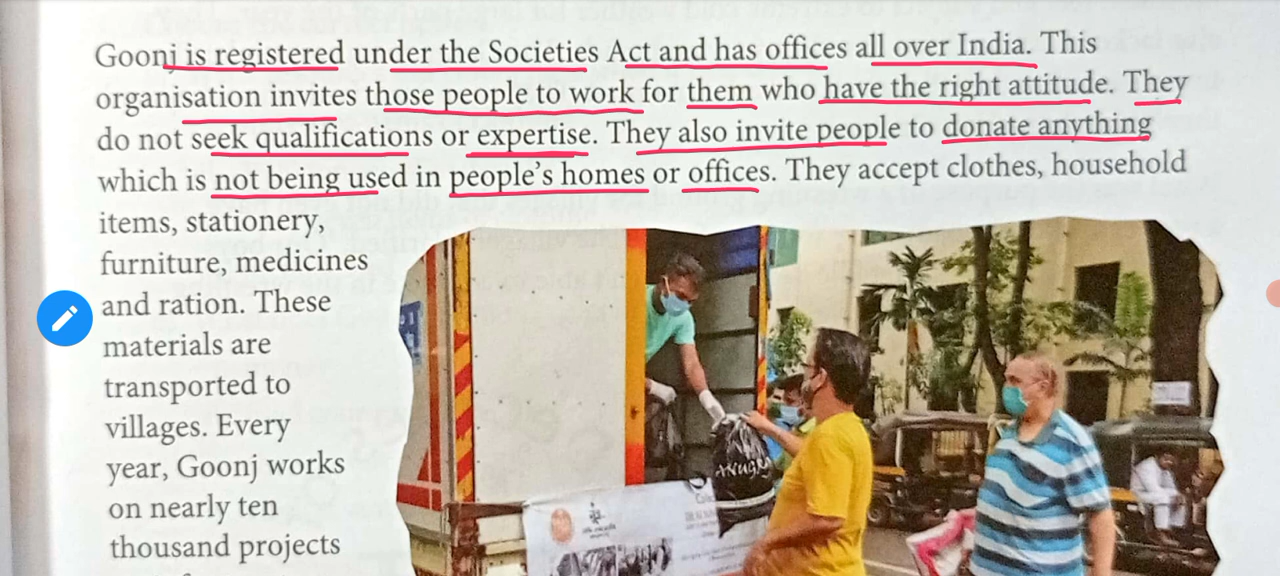 Goonj is registered under the Societies Act and has offices all over India. This
organisation invites those people to work for them who have the right attitude. They
do not seek qualifications or expertise. They also invite people to donate anything
which is not being used in people's homes or offices. They accept clothes, household
items, stationery,
furniture, medicines
and ration. These
materials are
transported to
villages. Every
year, Goonj works
on nearly ten
thousand projects